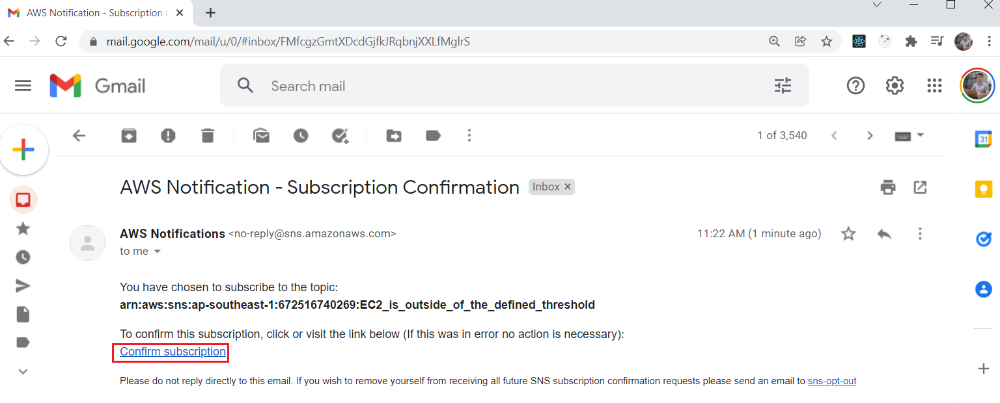 AWS Notification - Subscription C
mail.google.com/mail/u/0/#inbox/FMfcgzGmtXDcdGjfkJRqbnjXXLfMglrS
Gmail
Search mail
1 of 3,540
31
AWS Notification - Subscription Confirmation Inbox
AWS Notifications <no-reply@sns.amazonaws.com> 11:22 AM (1 minute ago)
to me
You have chosen to subscribe to the topic:
arn:aws:sns:ap-southeast-1:672516740269:EC2_is_outside_of_the_defined_threshold
To confirm this subscription, click or visit the link below (If this was in error no action is necessary):
Confirm subscription
Please do not reply directly to this email. If you wish to remove yourself from receiving all future SNS subscription confirmation requests please send an email to sns-opt-out